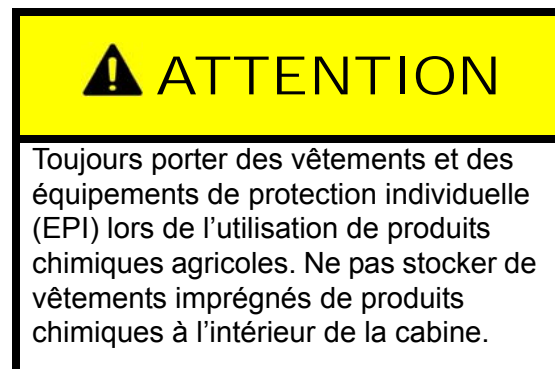 ATTENTION
Toujours porter des vêtements et des
équipements de protection individuelle
(EPI) lors de l’utilisation de produits
chimiques agricoles. Ne pas stocker de
vêtements imprégnés de produits
chimiques à l’intérieur de la cabine.